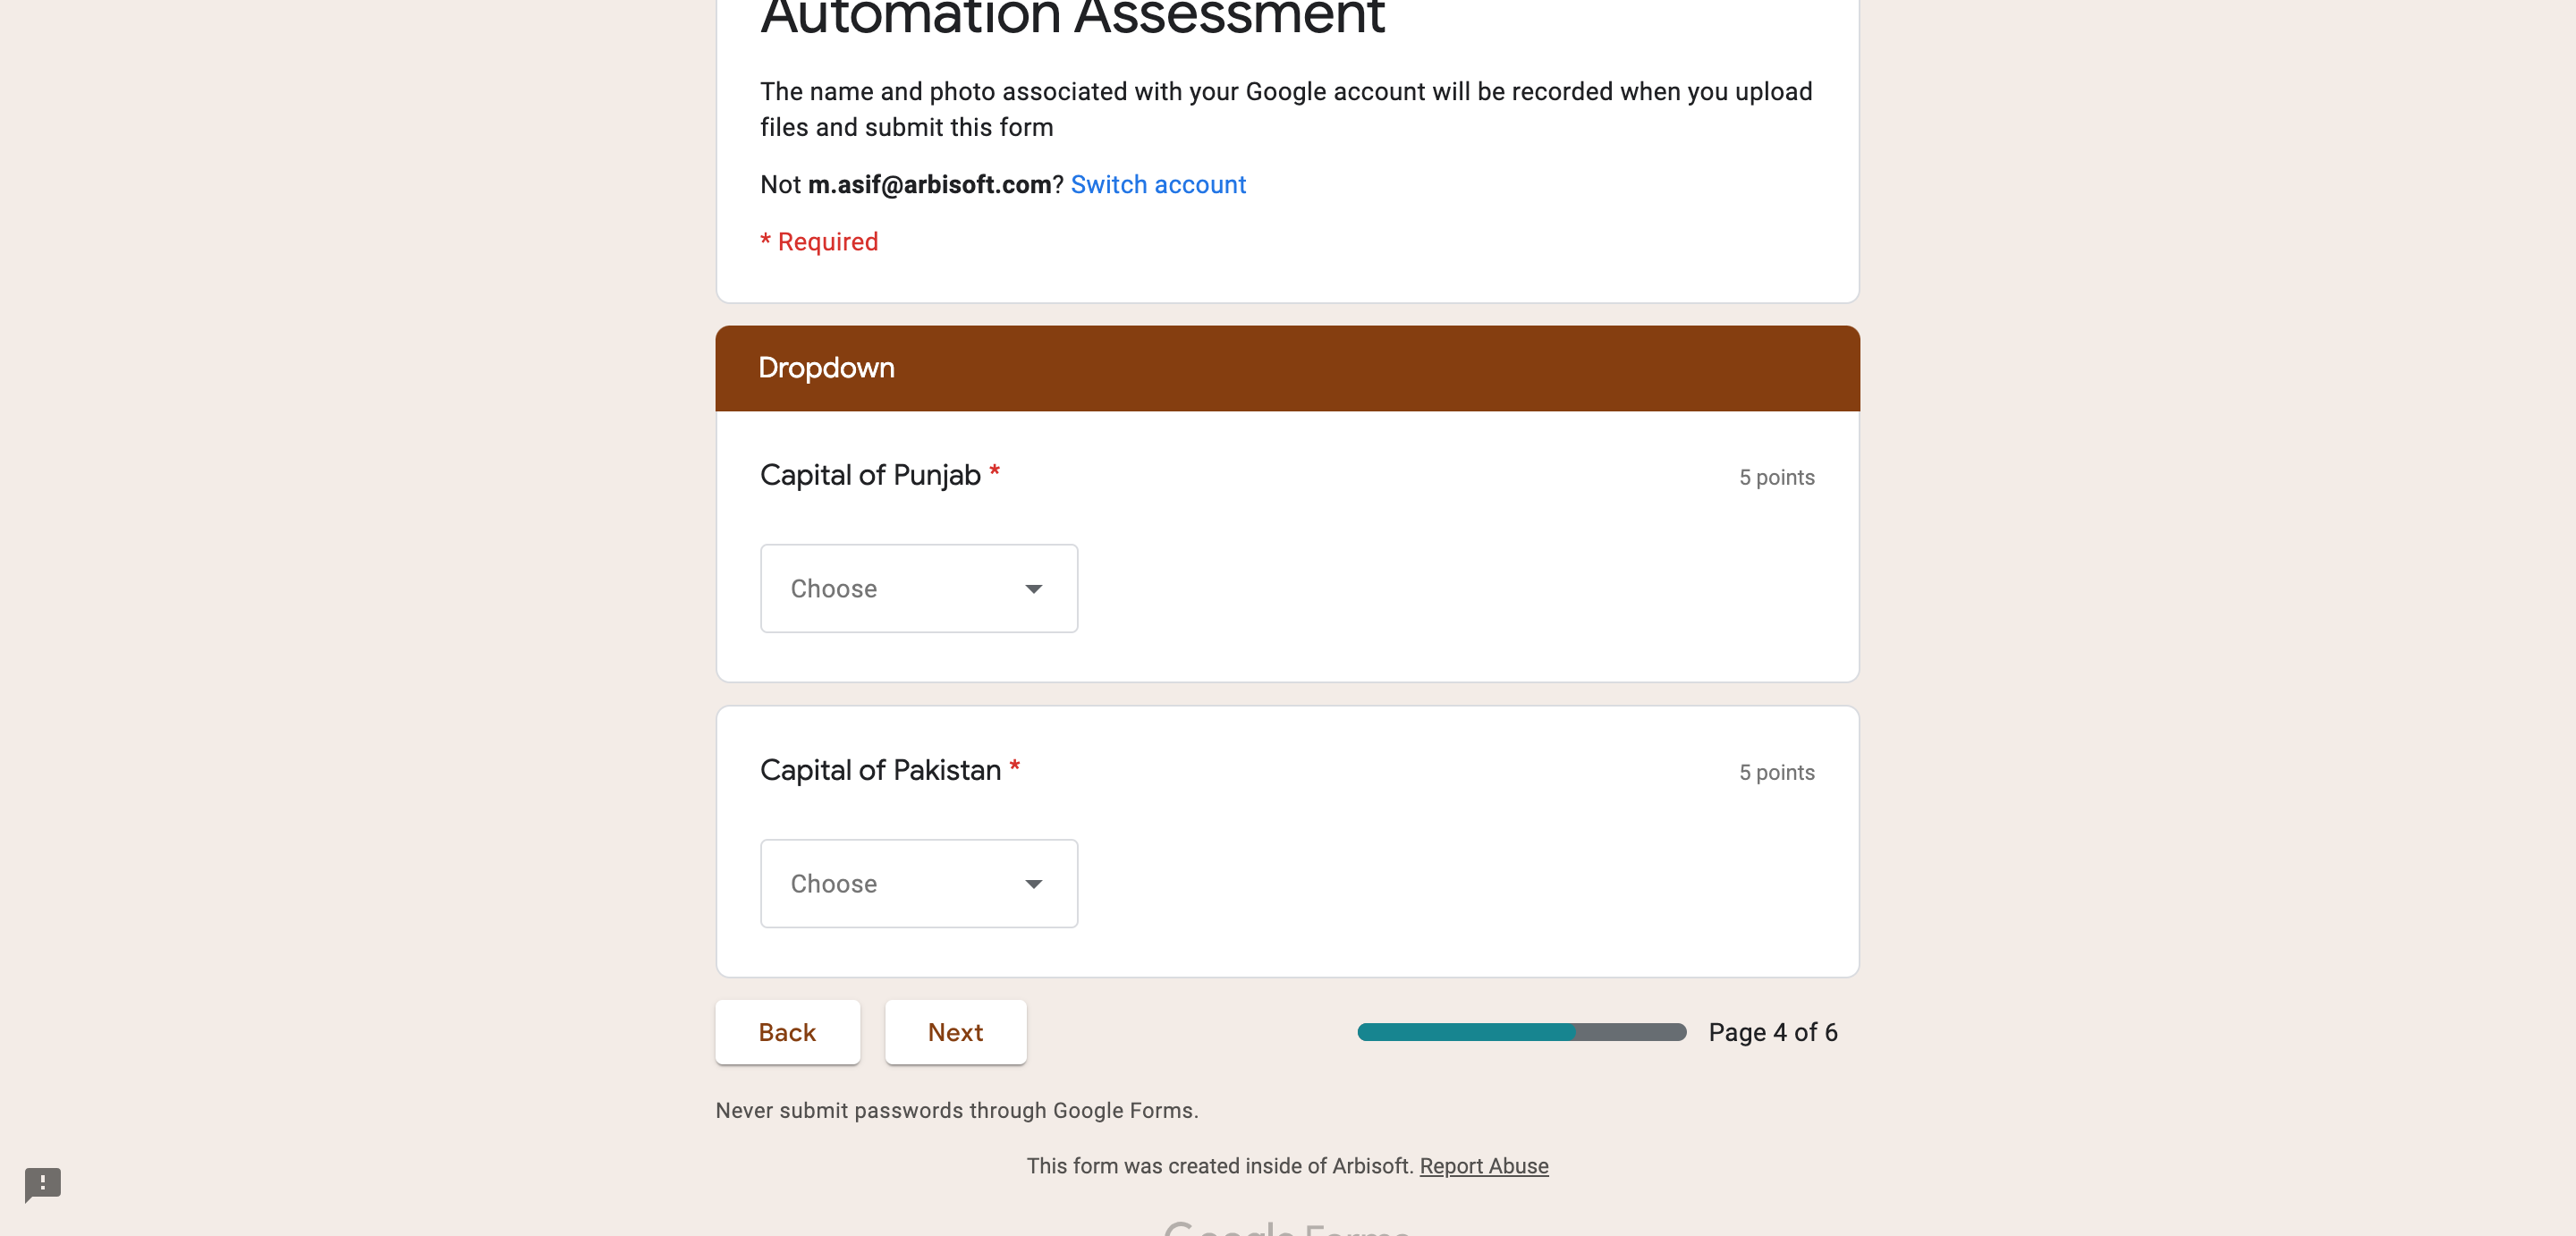 Automation Assessment
The name and photo associated with your Google account will be recorded when you upload
files and submit this form
Not m.asif@arbisoft.com? Switch account
* Required
Dropdown
Capital of Punjab *
5 points
Choose
Capital of Pakistan *
5 points
Choose
Back
Next
Page 4 of 6
Never submit passwords through Google Forms.
This form was created inside of Arbisoft. Report Abuse
Google Forms